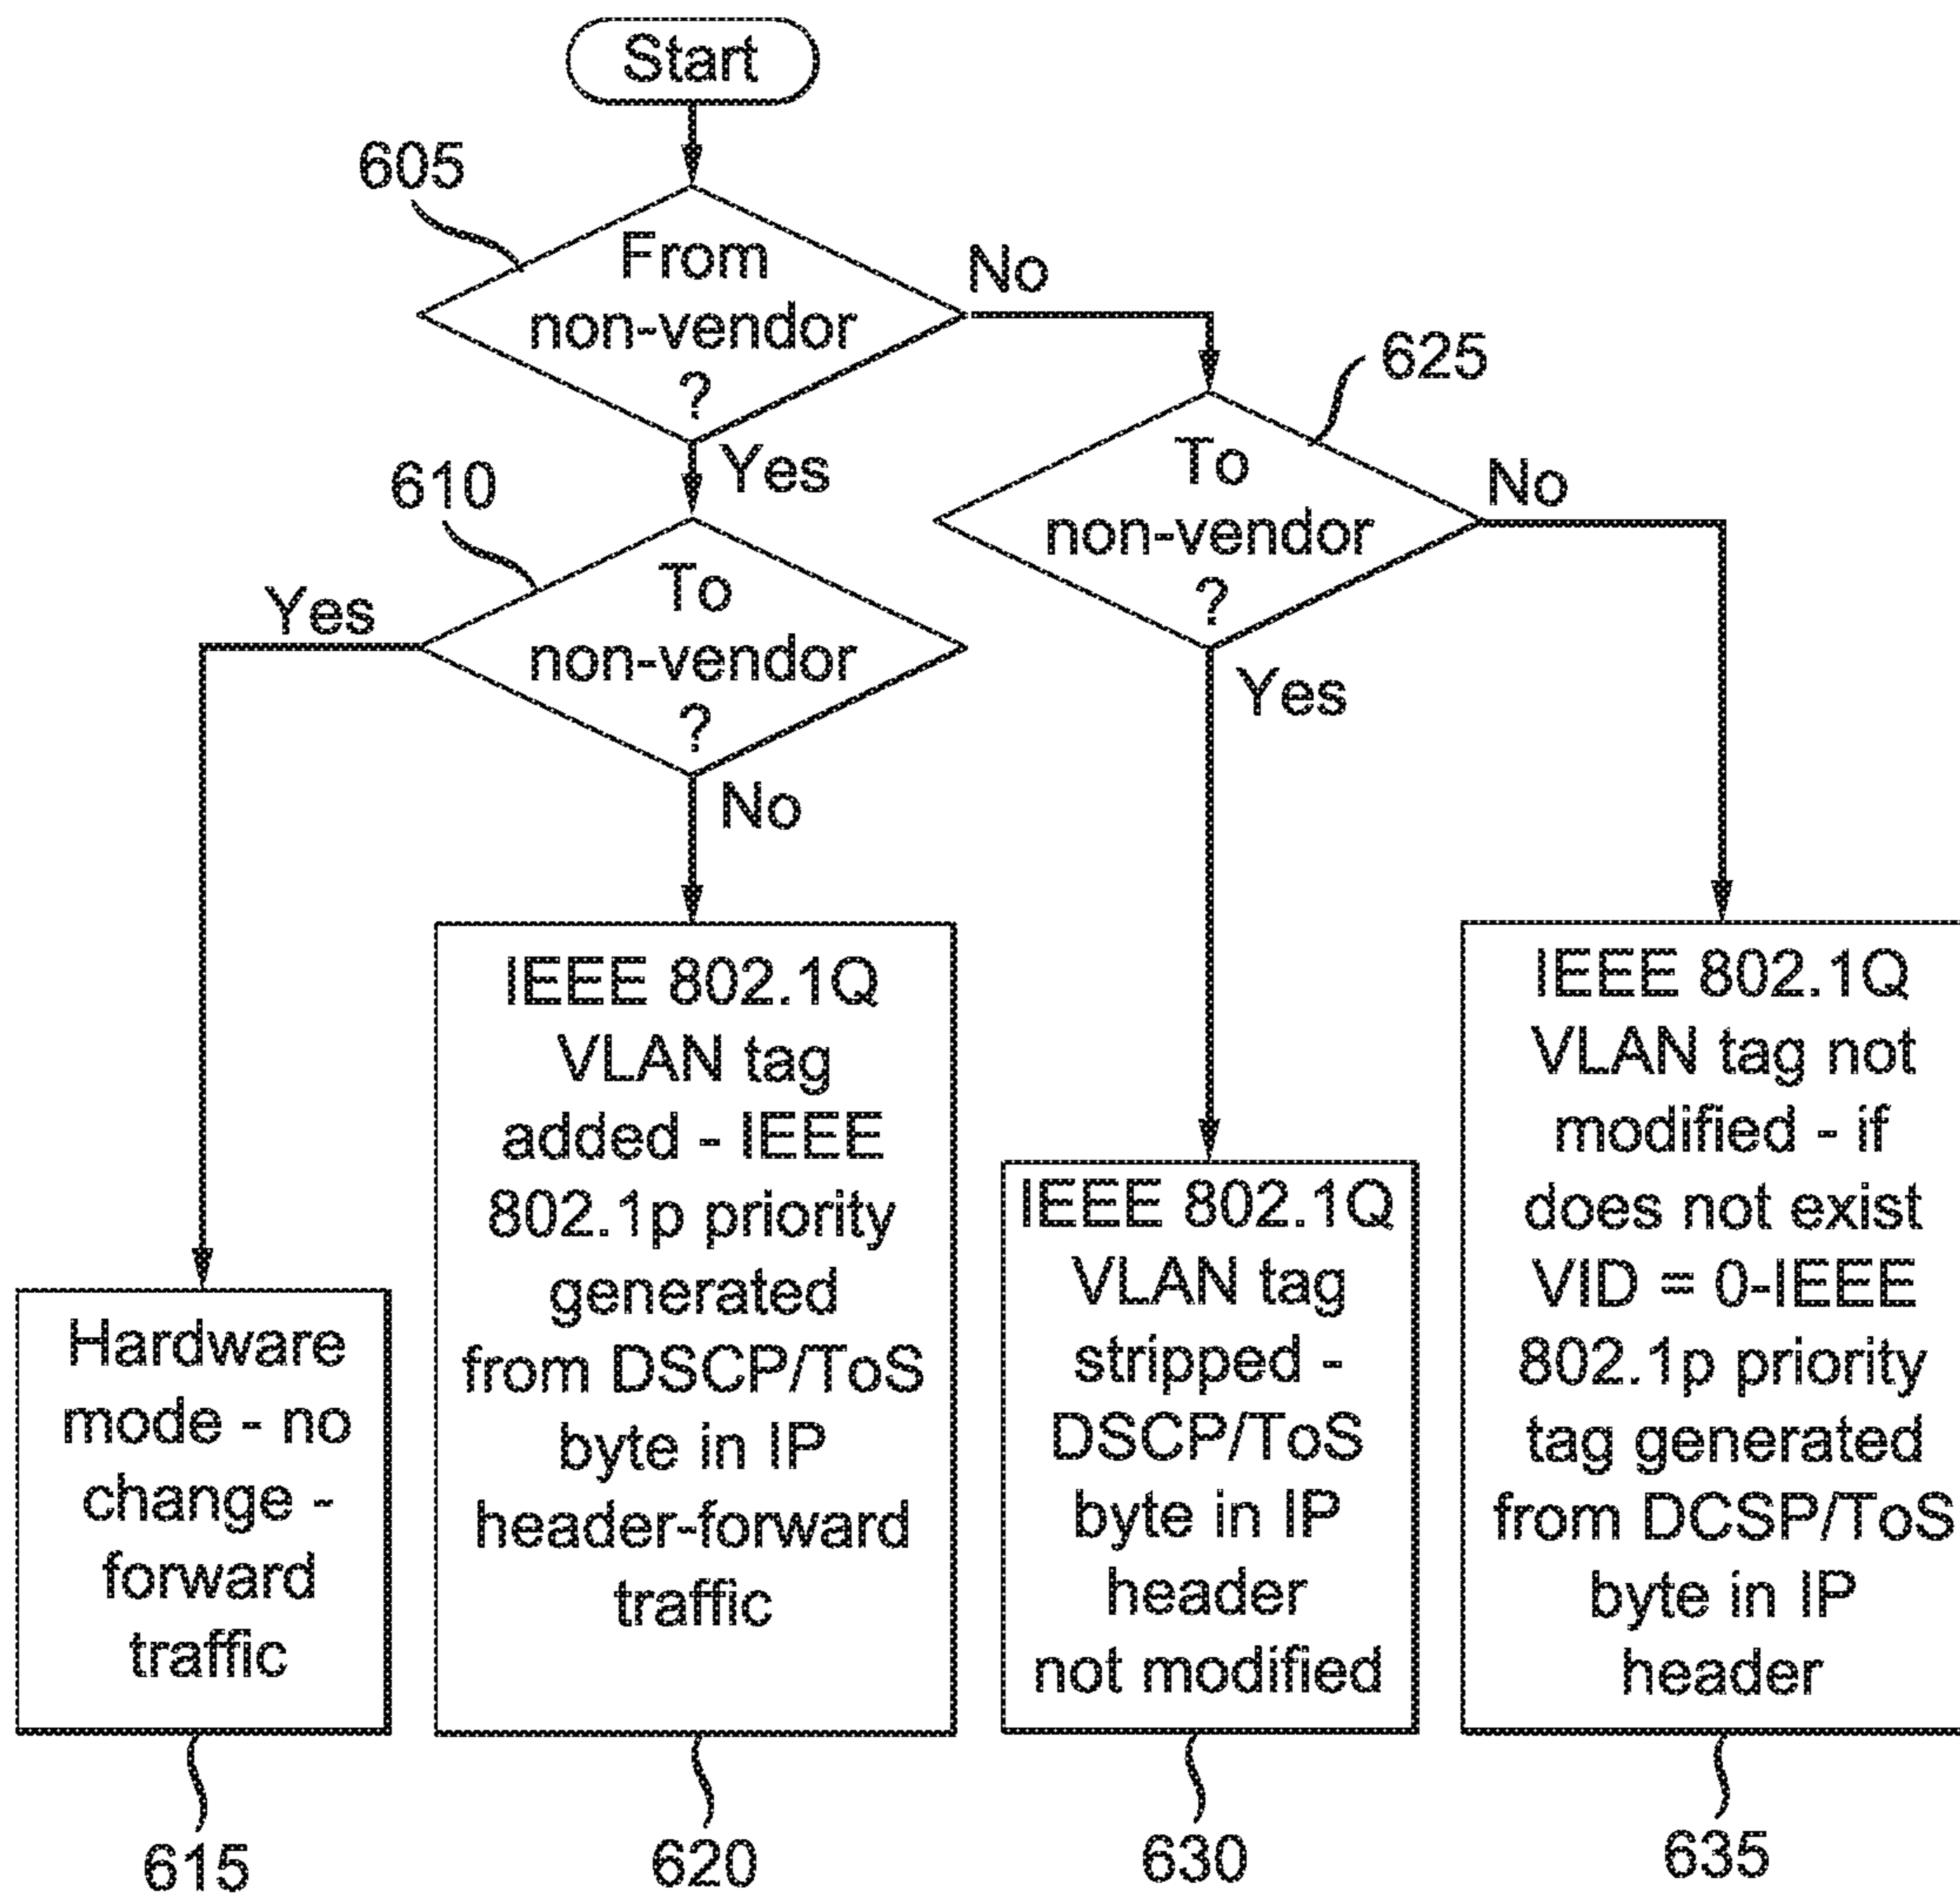 Start
605
From
non-vendor
?
No
Yes
625
To
non-vendor
?
No
Yes
610
To
non-vendor
?
Yes
No
Hardware
mode - no
change -
forward
traffic
615
IEEE 802.1Q
VLAN tag
added - IEEE
802.1p priority
generated
from DSCP/ToS
byte in IP
header-forward
traffic
620
IEEE 802.1Q
VLAN tag
stripped -
DSCP/ToS
byte in IP
header
not modified
630
IEEE 802.1Q
VLAN tag not
modified - if
does not exist
VID = 0-IEEE
802.1p priority
tag generated
from DCSP/ToS
byte in IP
header
635